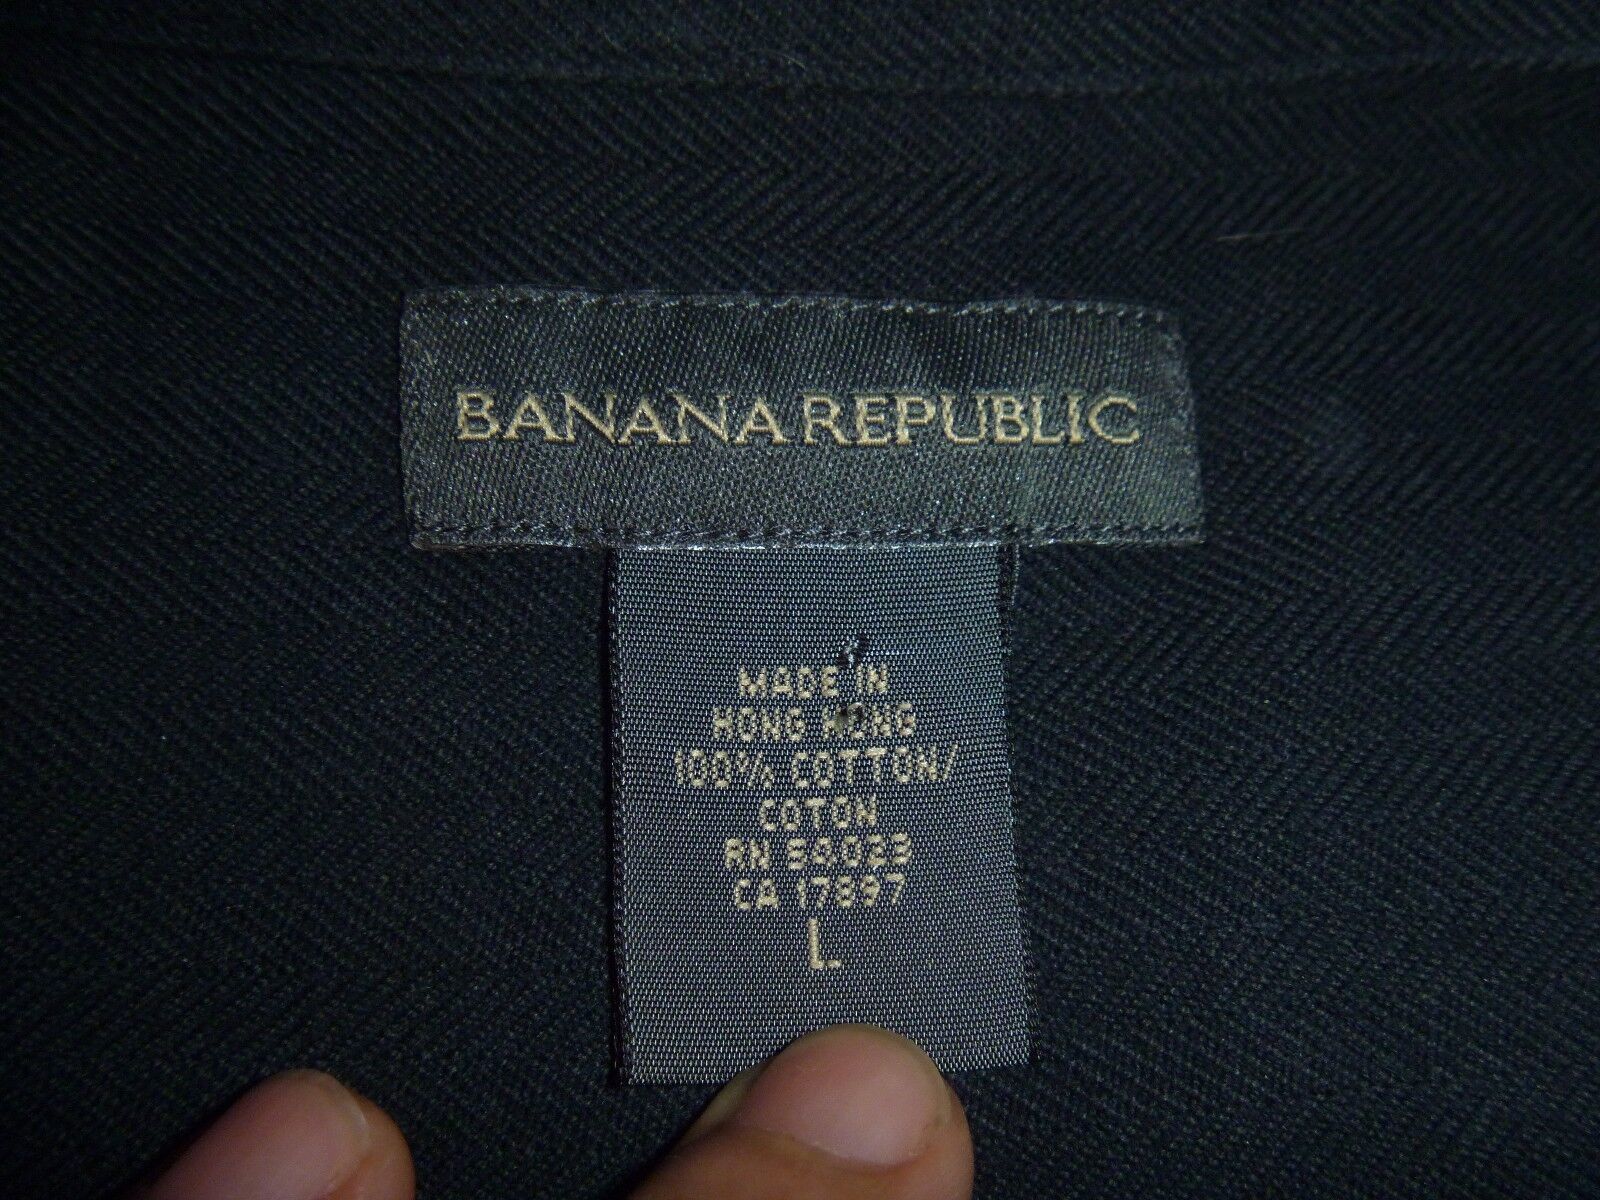 BANANA REPUBLIC
MADE IN
HONG KONG
100% COTTON/
COTON
RN 54023
CA 17897
L